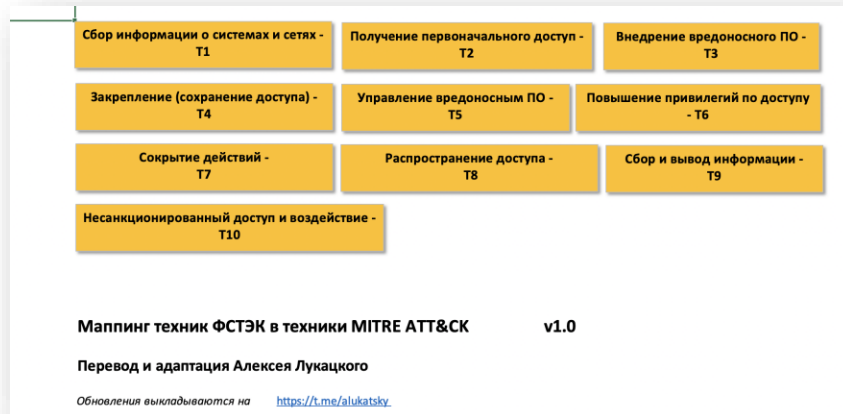 Сбор информации о системах и сетях -
T1
Получение первоначального доступ -
T2
Внедрение вредоносного ПО -
T3
Закрепление (сохранение доступа) -
T4
Управление вредоносным ПО -
T5
Повышение привилегий по доступу
- T6
Сокрытие действий -
T7
Распространение доступа -
T8
Сбор и вывод информации -
T9
Несанкционированный доступ и воздействие -
T10
Маппинг техник ФСТЭК в техники MITRE ATT&CK v1.0
Перевод и адаптация Алексея Лукацкого
Обновления выкладываются на https://t.me/alukatsky